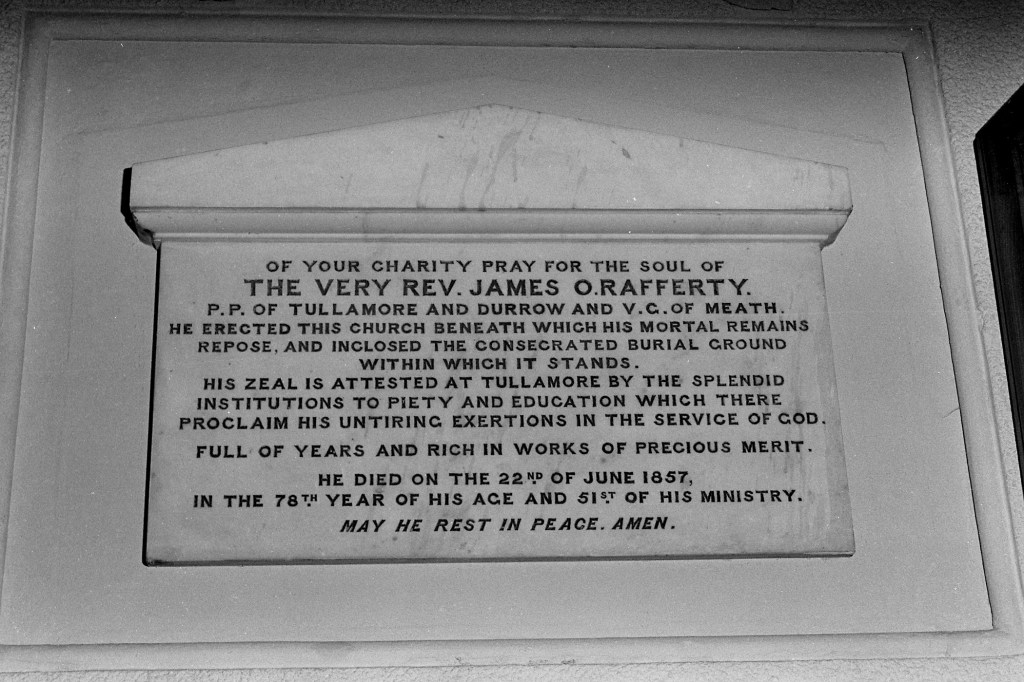 OF YOUR CHARITY PRAY FOR THE SOUL OF
THE VERY REV. JAMES O.RAFFERTY.
P.P. OF TULLAMORE AND DURROW AND V.G. OF MEATH.
HE ERECTED THIS CHURCH BENEATH WHICH HIS MORTAL REMAINS
REPOSE, AND INCLOSED THE CONSECRATED BURIAL GROUND
WITHIN WHICH IT STANDS.
HIS ZEAL IS ATTESTED AT TULLAMORE BY THE SPLENDID
INSTITUTIONS TO PIETY AND EDUCATION WHICH THERE
PROCLAIM HIS UNTIRING EXERTIONS IN THE SERVICE OF GOD.
FULL OF YEARS AND RICH IN WORKS OF PRECIOUS MERIT.
HE DIED ON THE 22ND OF JUNE 1857,
IN THE 78TH YEAR OF HIS AGE AND 51ST OF HIS MINISTRY.
MAY HE REST IN PEACE. AMEN.